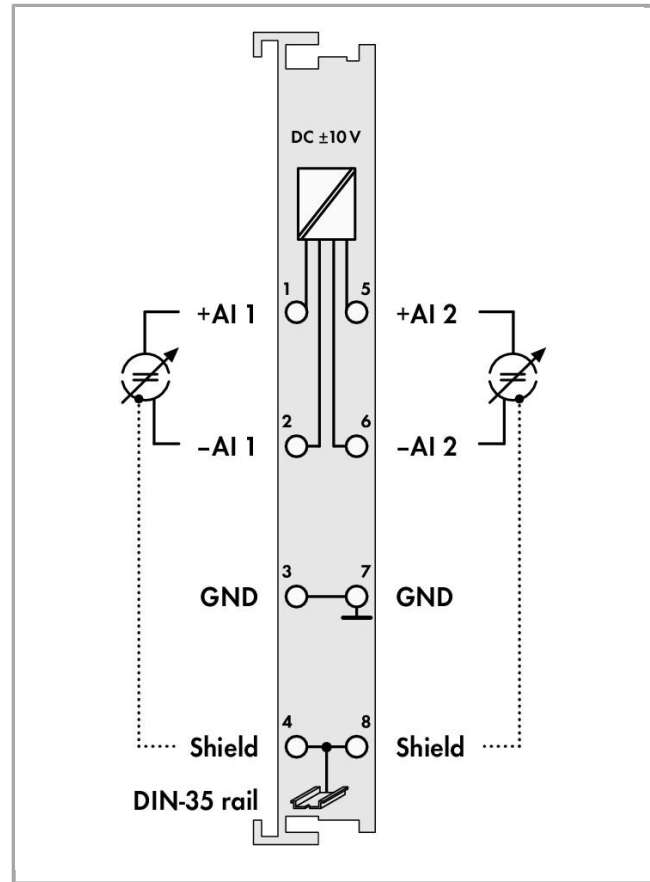 DC ±10 V
1 5
+AI 1 +AI 2
2 6
–AI 1 –AI 2
3 7
GND GND
4 8
Shield Shield
DIN-35 rail